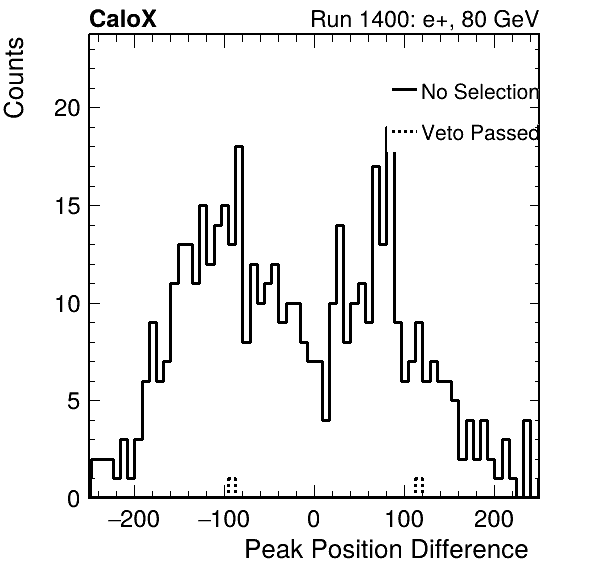 CaloX Run 1400: e+, 80 GeV
Counts
No Selection
Veto Passed
20
15
10
5
0
−200 −100 0 100 200
Peak Position Difference